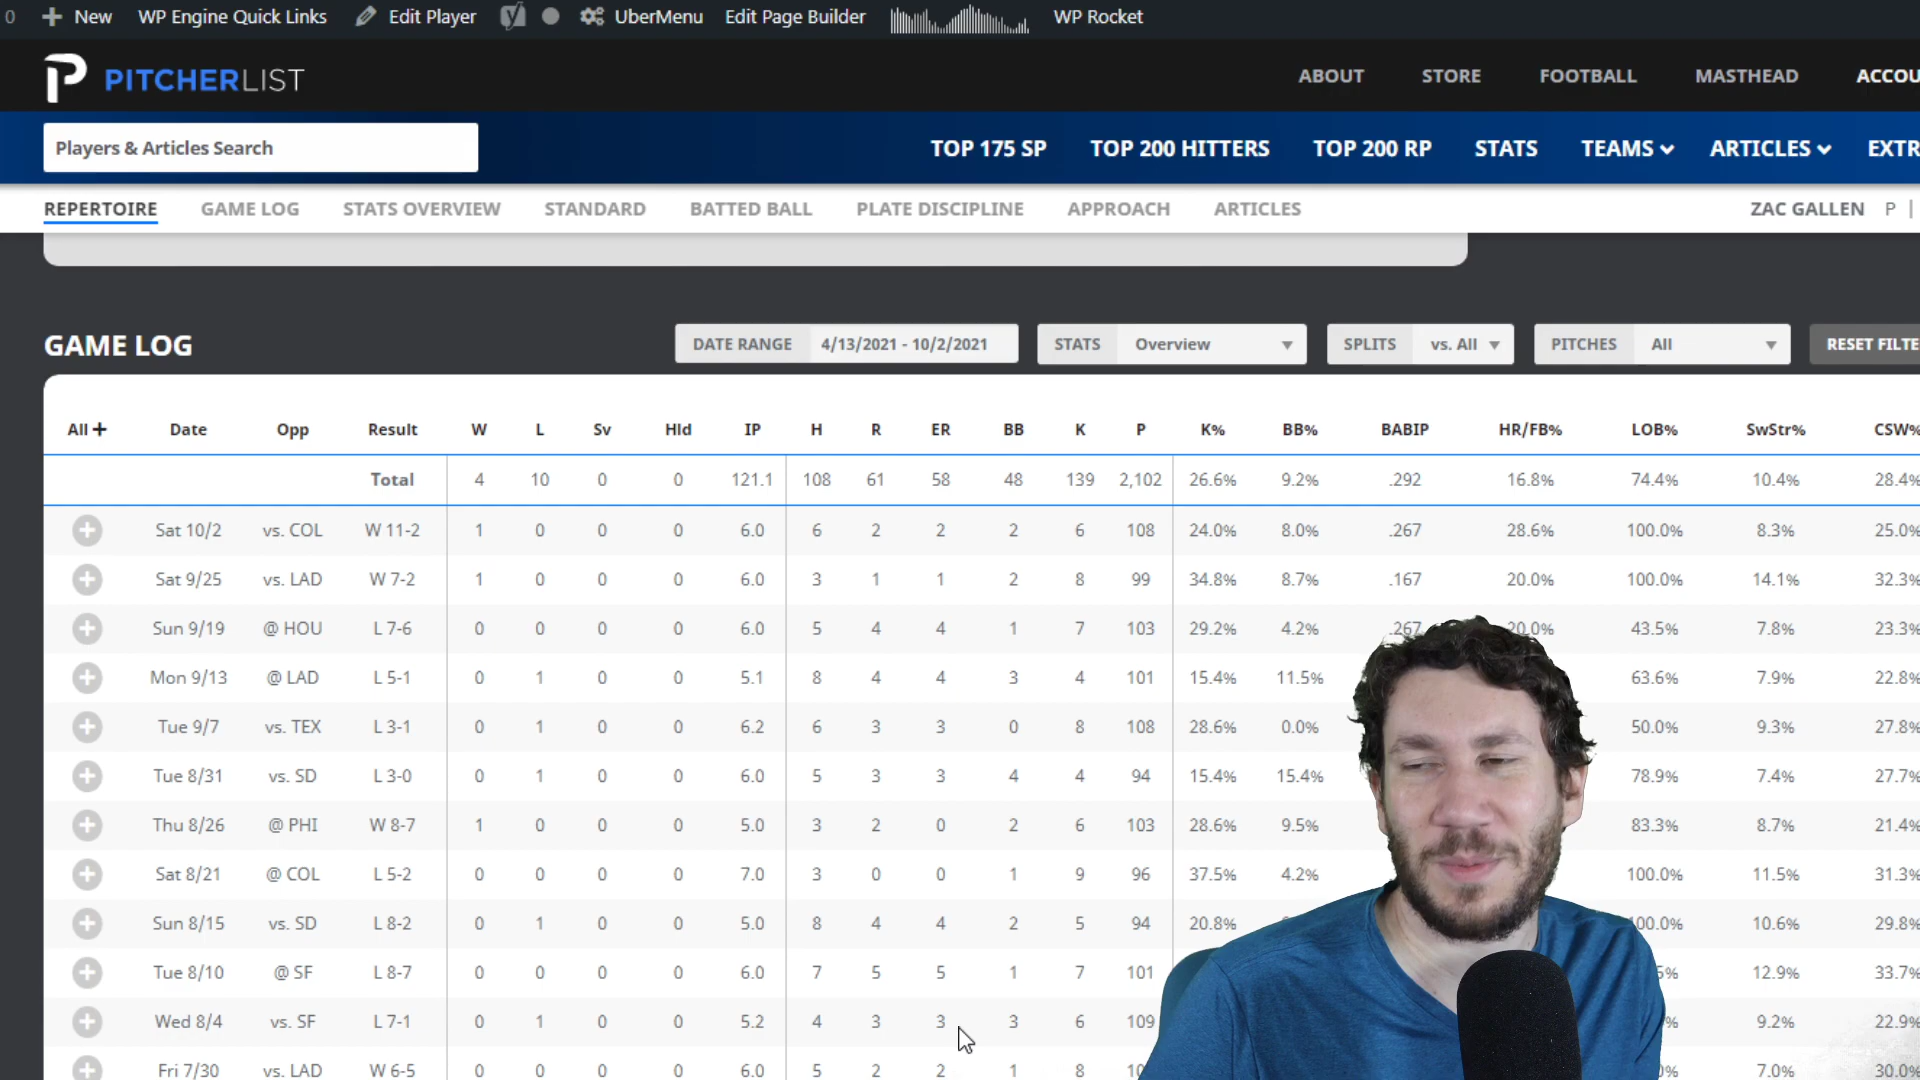 0 New WP Engine Quick Links Edit Player UberMenu Edit Page Builder WP Rocket
PITCHERLIST ABOUT STORE FOOTBALL MASTHEAD ACCOU
Players & Articles Search TOP 175 SP TOP 200 HITTERS TOP 200 RP STATS TEAMS ARTICLES EXTR
REPERTOIRE GAME LOG STATS OVERVIEW STANDARD BATTED BALL PLATE DISCIPLINE APPROACH ARTICLES ZAC GALLEN P |
GAME LOG DATE RANGE 4/13/2021 - 10/2/2021 STATS Overview SPLITS vs. All PITCHES All RESET FILTE
All + Date Opp Result W L Sv Hld IP H R ER BB K P K% BB% BABIP HR/FB% LOB% SwStr% CSW%
Total 4 10 0 0 121.1 108 61 58 48 139 2,102 26.6% 9.2% .292 16.8% 74.4% 10.4% 28.4%
Sat 10/2 vs. COL W 11-2 1 0 0 0 6.0 6 2 2 2 6 108 24.0% 8.0% .267 28.6% 100.0% 8.3% 25.0%
Sat 9/25 vs. LAD W 7-2 1 0 0 0 6.0 3 1 1 2 8 99 34.8% 8.7% .167 20.0% 100.0% 14.1% 32.3%
Sun 9/19 @ HOU L 7-6 0 0 0 0 6.0 5 4 4 1 7 103 29.2% 4.2% .267 20.0% 43.5% 7.8% 23.3%
Mon 9/13 @ LAD L 5-1 0 1 0 0 5.1 8 4 4 3 4 101 15.4% 11.5% 63.6% 7.9% 22.8%
Tue 9/7 vs. TEX L 3-1 0 1 0 0 6.2 6 3 3 0 8 108 28.6% 0.0% 50.0% 9.3% 27.8%
Tue 8/31 vs. SD L 3-0 0 1 0 0 6.0 5 3 3 4 4 94 15.4% 15.4% 78.9% 7.4% 27.7%
Thu 8/26 @ PHI W 8-7 1 0 0 0 5.0 3 2 0 2 6 103 28.6% 9.5% 83.3% 8.7% 21.4%
Sat 8/21 @ COL L 5-2 0 0 0 0 7.0 3 0 0 1 9 96 37.5% 4.2% 100.0% 11.5% 31.3%
Sun 8/15 vs. SD L 8-2 0 1 0 0 5.0 8 4 4 2 5 94 20.8% 00.0% 10.6% 29.8%
Tue 8/10 @ SF L 8-7 0 0 0 0 6.0 7 5 5 1 7 101 % 12.9% 33.7%
Wed 8/4 vs. SF L 7-1 0 1 0 0 5.2 4 3 3 3 6 109 % 9.2% 22.9%
Fri 7/30 vs. LAD W 6-5 0 0 0 0 6.0 5 2 2 1 8 10 % 7.0% 30.0%